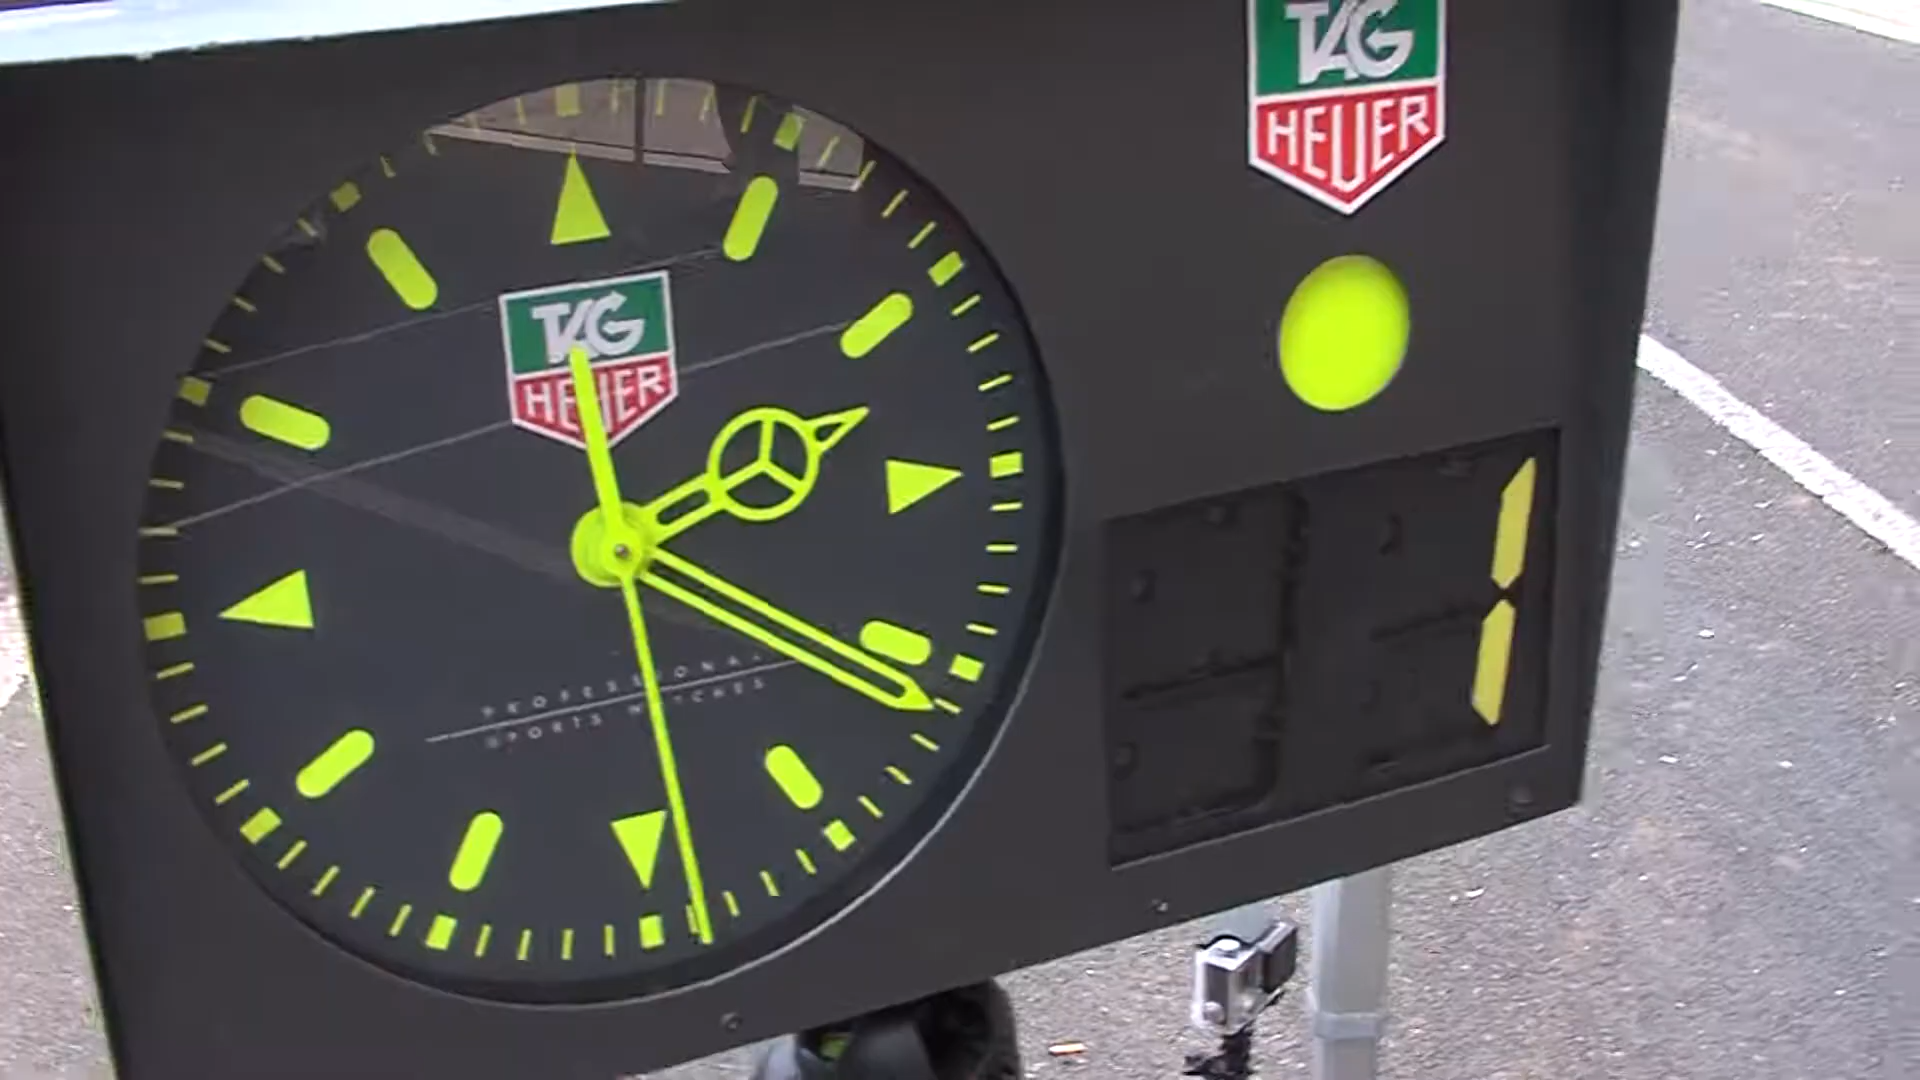 TAG
HEUER
TAG
HEUER
PROFESSIONAL
SPORTS WATCHES
1